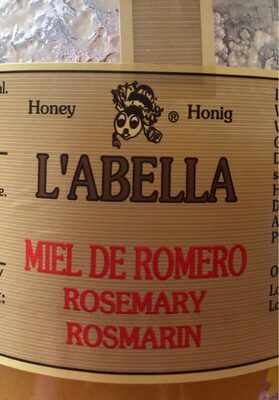 Honey ® Honig
L'ABELLA
MIEL DE ROMERO
ROSEMARY
ROSMARIN